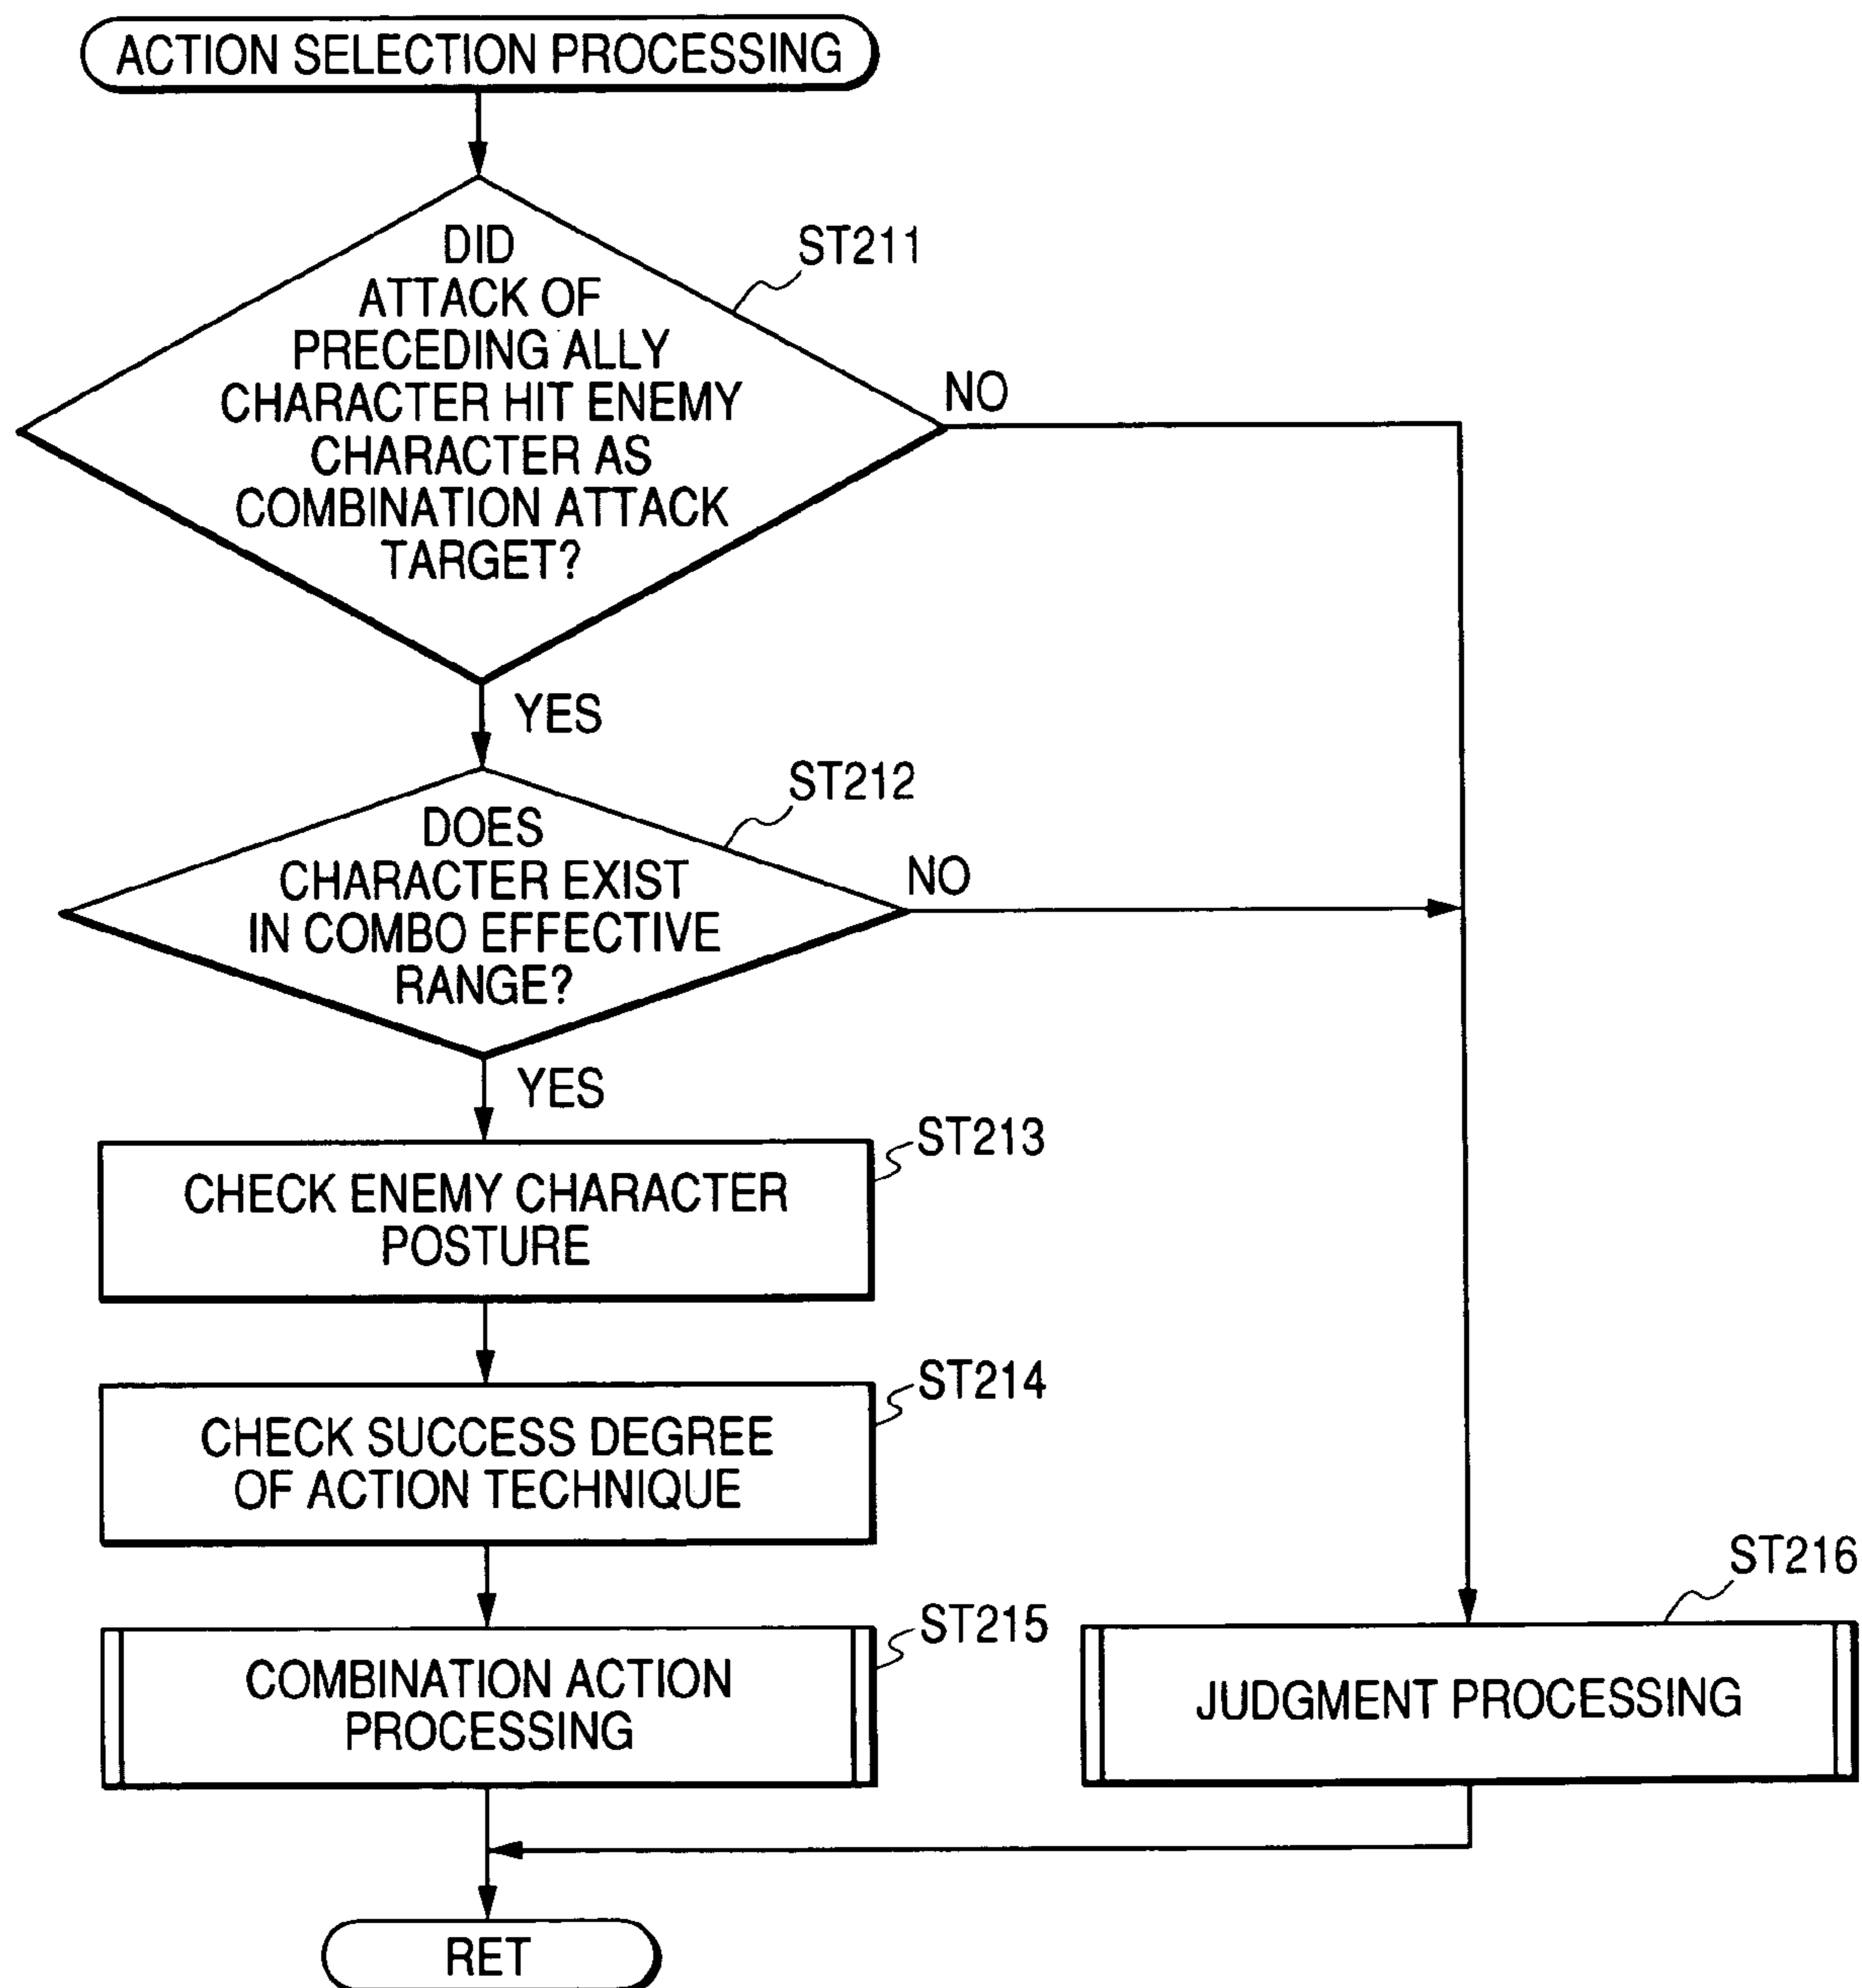 ACTION SELECTION PROCESSING
DID
ATTACK OF
PRECEDING ALLY
CHARACTER HIT ENEMY
CHARACTER AS
COMBINATION ATTACK
TARGET?
ST211
NO
YES
DOES
CHARACTER EXIST
IN COMBO EFFECTIVE
RANGE?
ST212
NO
YES
CHECK ENEMY CHARACTER
POSTURE
ST213
CHECK SUCCESS DEGREE
OF ACTION TECHNIQUE
ST214
COMBINATION ACTION
PROCESSING
ST215
JUDGMENT PROCESSING
ST216
RET